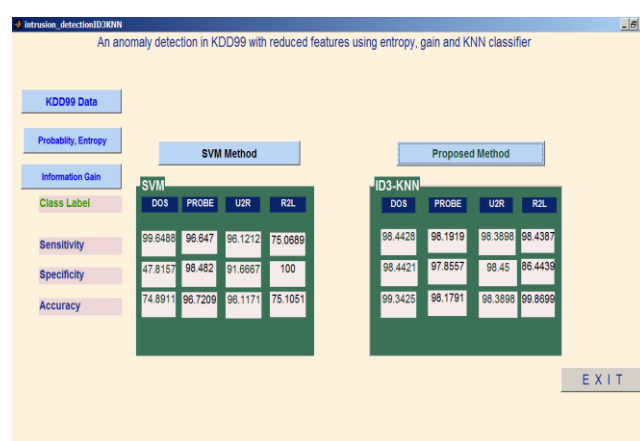 intrusion_detectionID3KNN
An anomaly detection in KDD99 with reduced features using entropy, gain and KNN classifier
KDD99 Data
Probablity, Entropy
Information Gain
SVM Method
Proposed Method
SVM
ID3-KNN
Class Label DOS PROBE U2R R2L DOS PROBE U2R R2L
Sensitivity 99.6488 96.647 96.1212 75.0689 98.4428 98.1919 98.3898 98.4387
Specificity 47.8157 98.482 91.6667 100 98.4421 97.8557 98.45 86.4439
Accuracy 74.8911 96.7209 96.1171 75.1051 99.3425 98.1791 98.3898 99.8699
E X I T